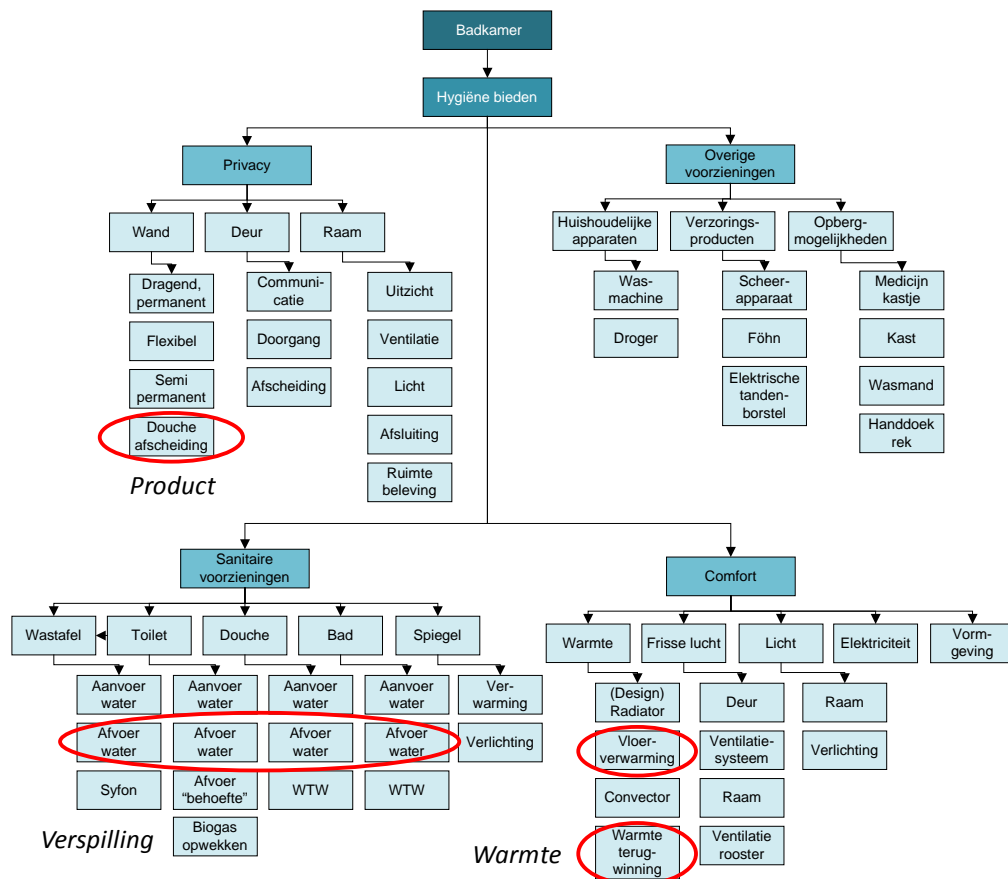 Badkamer
Hygiëne bieden
Privacy
Overige
voorzieningen
Wand
Deur
Raam
Huishoudelijke
apparaten
Verzorings-
producten
Opberg-
mogelijkheden
Dragend,
permanent
Flexibel
Semi
permanent
Douche
afscheiding
Product
Communi-
catie
Doorgang
Afscheiding
Uitzicht
Ventilatie
Licht
Afsluiting
Ruimte
beleving
Was-
machine
Droger
Scheer-
apparaat
Föhn
Elektrische
tanden-
borstel
Medicijn
kastje
Kast
Wasmand
Handdoek
rek
Sanitaire
voorzieningen
Comfort
Wastafel
Toilet
Douche
Bad
Spiegel
Aanvoer
water
Afvoer
water
Syfon
Aanvoer
water
Afvoer
water
Afvoer
“behoefte”
Biogas
opwekken
Aanvoer
water
Afvoer
water
WTW
Aanvoer
water
Afvoer
water
WTW
Ver-
warming
Verlichting
Verspilling
Warmte
Frisse lucht
Licht
Elektriciteit
Vorm-
geving
(Design)
Radiator
Vloer-
verwarming
Convector
Warmte
terug-
winning
Warmte
Deur
Ventilatie-
systeem
Raam
Ventilatie
rooster
Raam
Verlichting